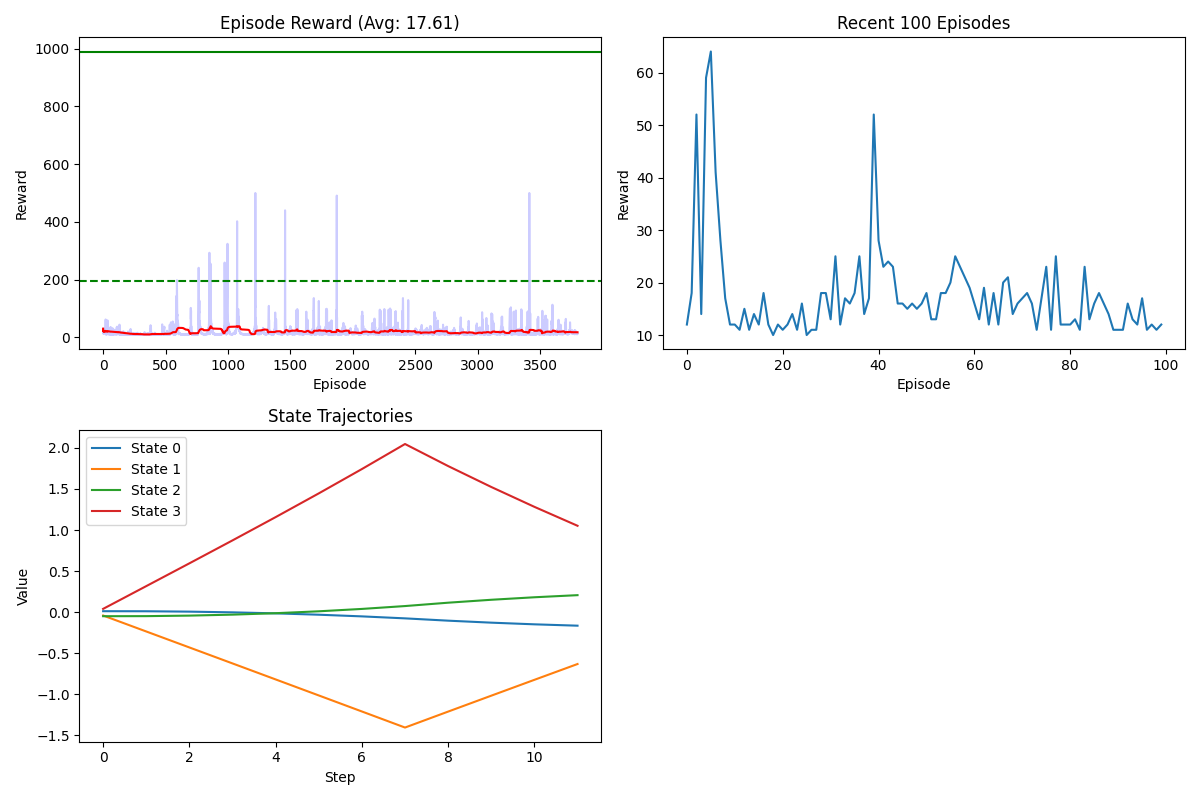 Episode Reward (Avg: 17.61)
Reward
1000
800
600
400
200
0
0 500 1000 1500 2000 2500 3000 3500
Episode
Recent 100 Episodes
Reward
60
50
40
30
20
10
0 20 40 60 80 100
Episode
State Trajectories
State 0
State 1
State 2
State 3
Value
2.0
1.5
1.0
0.5
0.0
−0.5
−1.0
−1.5
0 2 4 6 8 10
Step